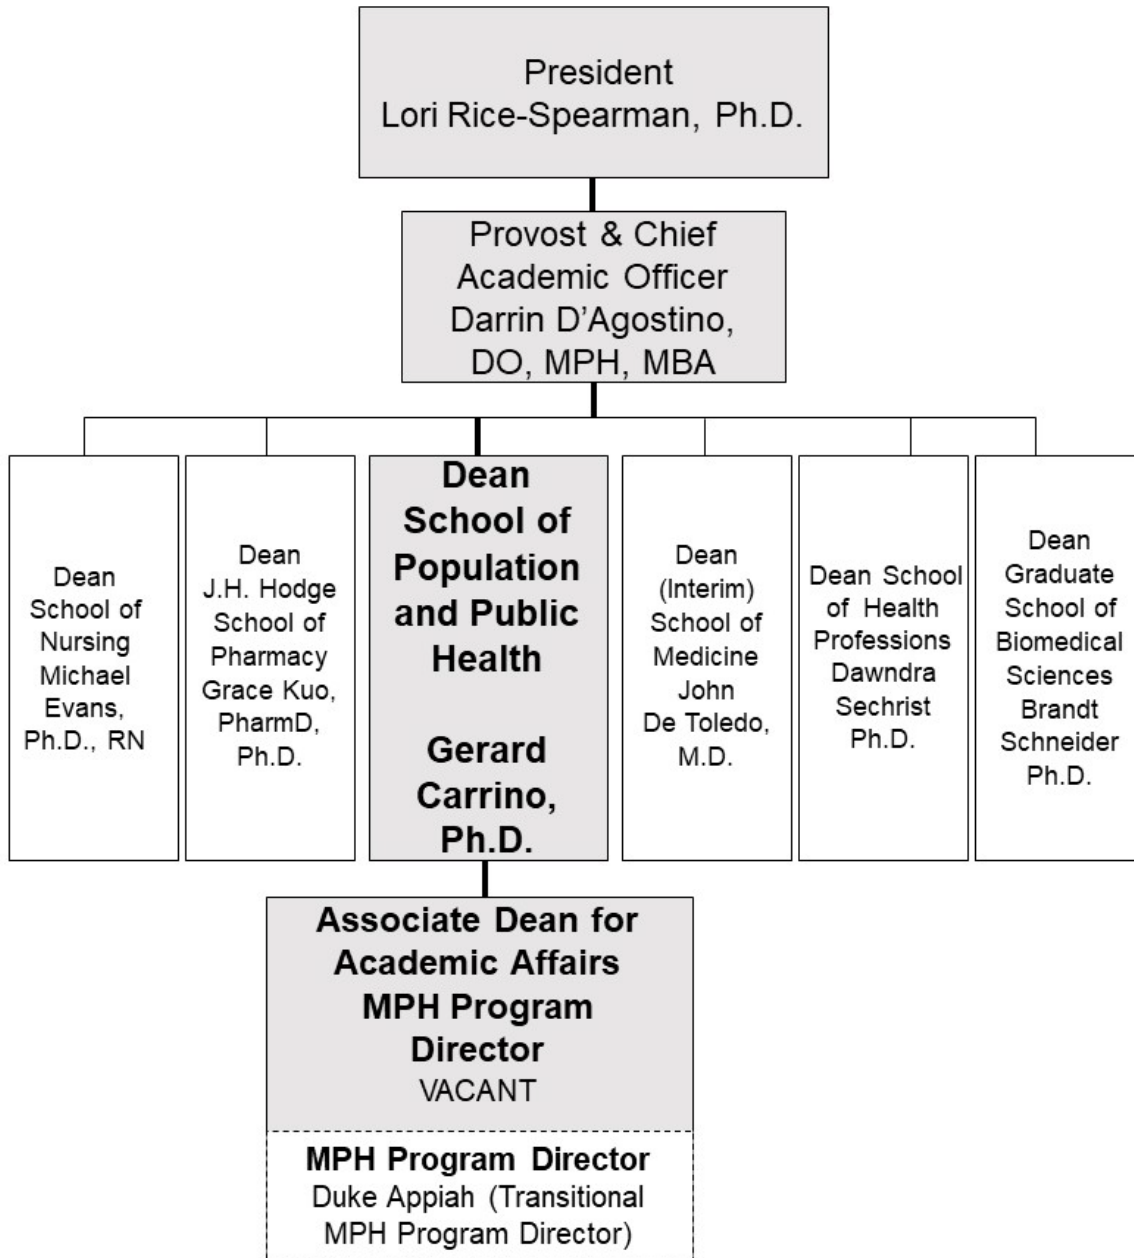 President
Lori Rice-Spearman, Ph.D.
Provost & Chief
Academic Officer
Darrin D’Agostino,
DO, MPH, MBA
Dean
School of
Nursing
Michael
Evans,
Ph.D., RN
Dean
J.H. Hodge
School of
Pharmacy
Grace Kuo,
PharmD,
Ph.D.
Dean
School of
Population
and Public
Health
Gerard
Carrino,
Ph.D.
Dean
(Interim)
School of
Medicine
John
De Toledo,
M.D.
Dean School
of Health
Professions
Dawndra
Sechrist
Ph.D.
Dean
Graduate
School of
Biomedical
Sciences
Brandt
Schneider
Ph.D.
Associate Dean for
Academic Affairs
MPH Program
Director
VACANT
MPH Program Director
Duke Appiah (Transitional
MPH Program Director)